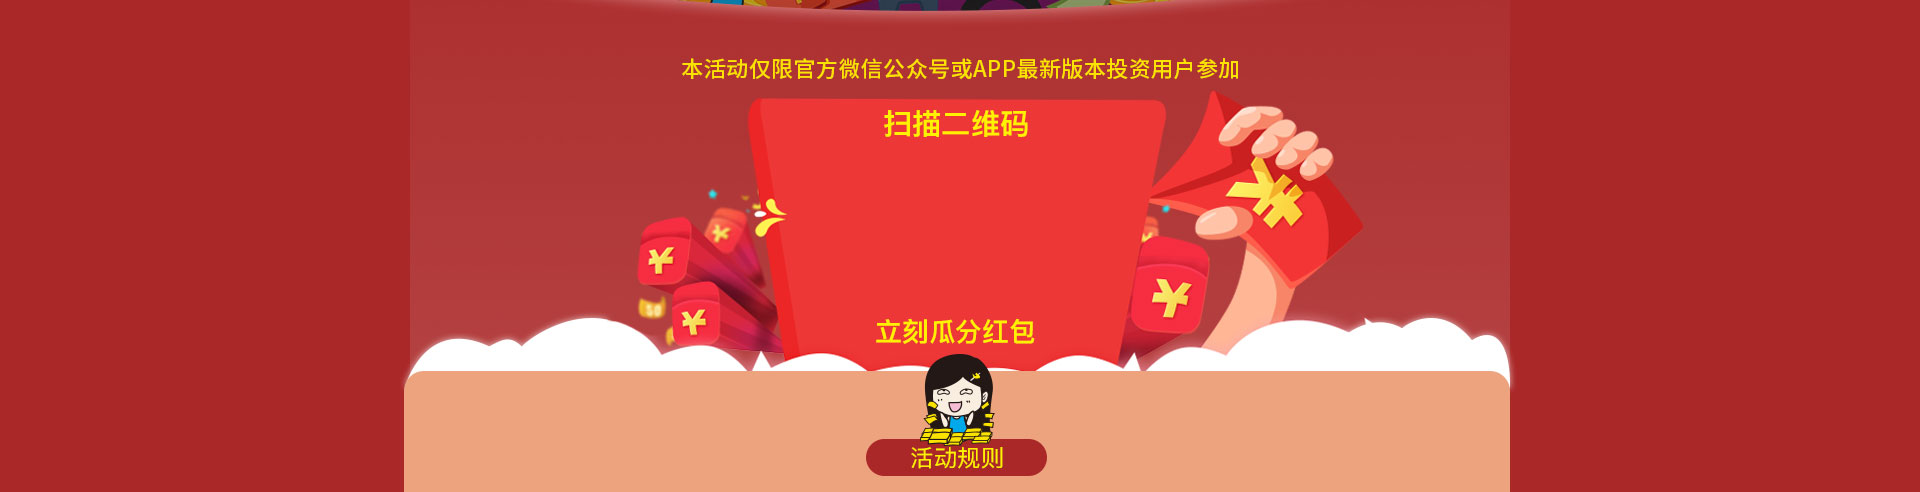 本活动仅限官方微信公众号或APP最新版本投资用户参加
扫描二维码
立刻瓜分红包
活动规则